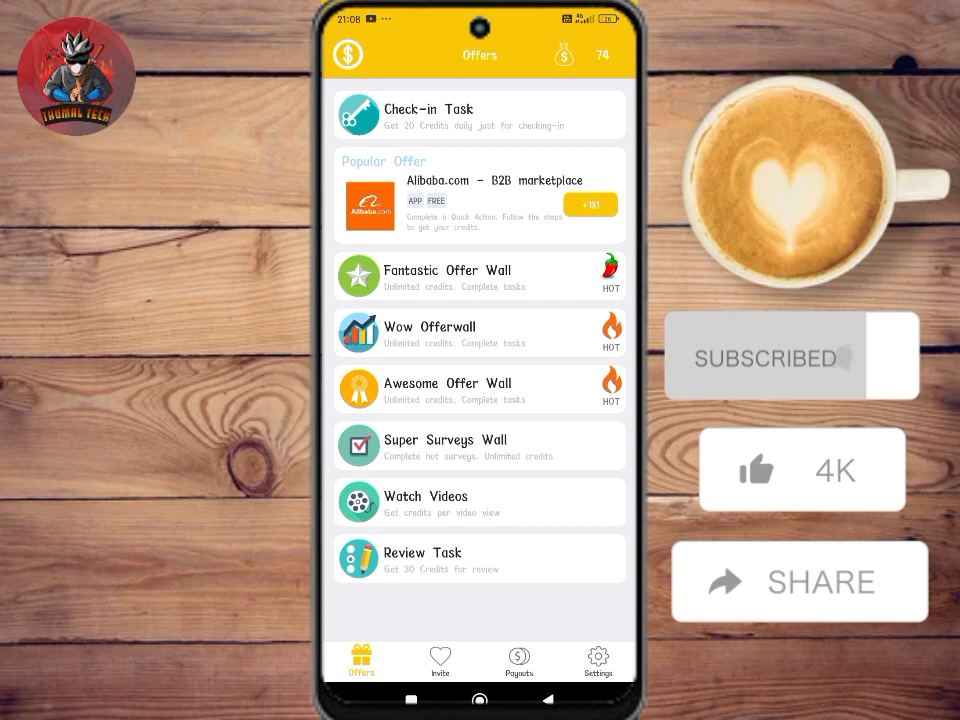 21:08
4G
26
Offers
74
THUMAL TECH
Check-in Task
Get 20 Credits daily just for checking-in
Popular Offer
Alibaba.com - B2B marketplace
APP FREE
Alibaba.com
+131
Complete a Quick Action. Follow the steps
to get your credits.
Fantastic Offer Wall
Unlimited credits. Complete tasks
HOT
Wow Offerwall
Unlimited credits. Complete tasks
HOT
Awesome Offer Wall
Unlimited credits. Complete tasks
HOT
Super Surveys Wall
Complete hot surveys. Unlimited credits
Watch Videos
Get credits per video view
Review Task
Get 30 Credits for review
Offers
Invite
Payouts
Settings
SUBSCRIBED
4K
SHARE